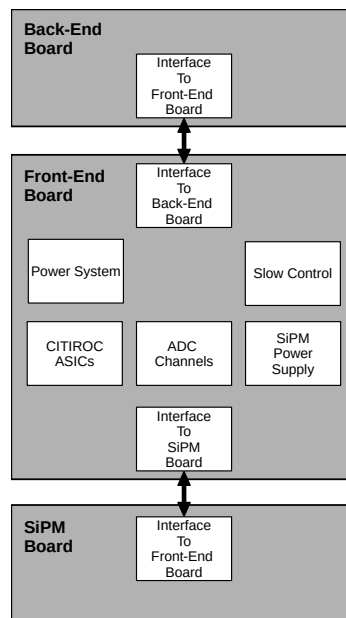 Back-End
Board
Interface
To
Front-End
Board
Front-End
Board
Interface
To
Back-End
Board
Power System
Slow Control
CITIROC
ASICs
ADC
Channels
SiPM
Power
Supply
Interface
To
SiPM
Board
SiPM
Board
Interface
To
Front-End
Board